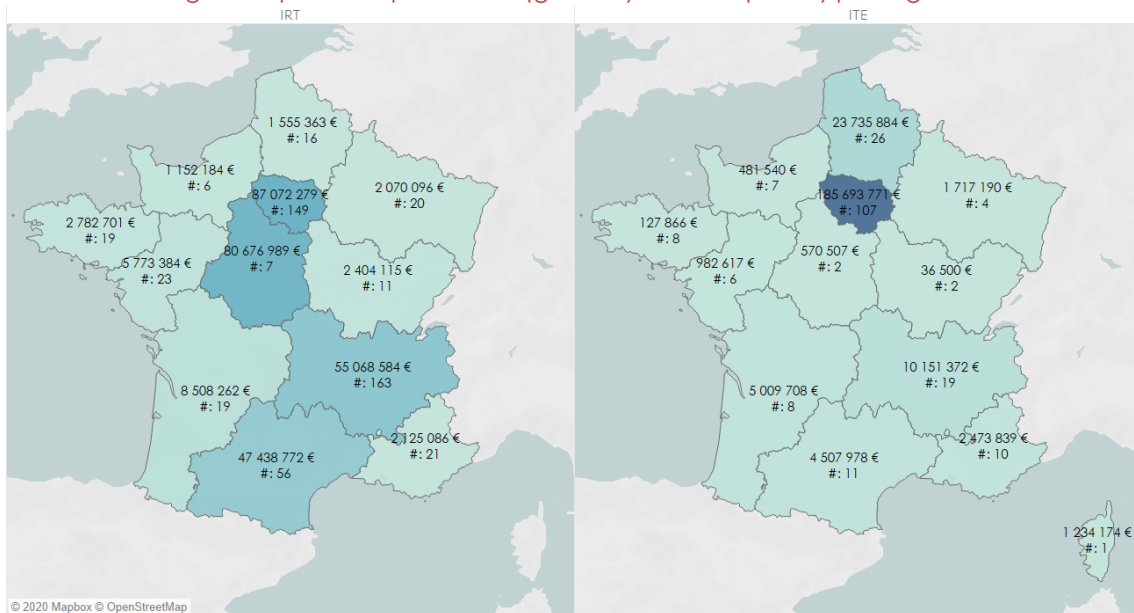 IRT
ITE
1 555 363 €
#: 16
1 152 184 €
#: 6
87 072 279 €
#: 149
2 070 096 €
#: 20
2 782 701 €
#: 19
80 676 989 €
#: 7
5 773 384 €
#: 23
2 404 115 €
#: 11
55 068 584 €
#: 163
8 508 262 €
#: 19
2 125 086 €
#: 21
47 438 772 €
#: 56
23 735 884 €
#: 26
481 540 €
#: 7
185 693 771 €
#: 107
1 717 190 €
#: 4
127 866 €
#: 8
570 507 €
#: 2
982 617 €
#: 6
36 500 €
#: 2
10 151 372 €
#: 19
5 009 708 €
#: 8
2 473 839 €
#: 10
4 507 978 €
#: 11
1 234 174 €
#: 1
© 2020 Mapbox © OpenStreetMap